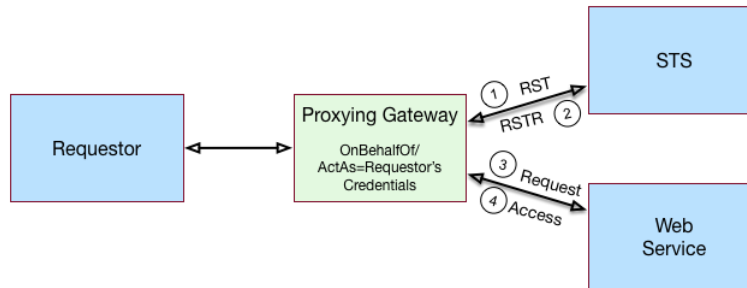 Requestor
Proxying Gateway
OnBehalfOf/
ActAs=Requestor's
Credentials
1 RST
RSTR 2
STS
3 Request
4 Access
Web
Service